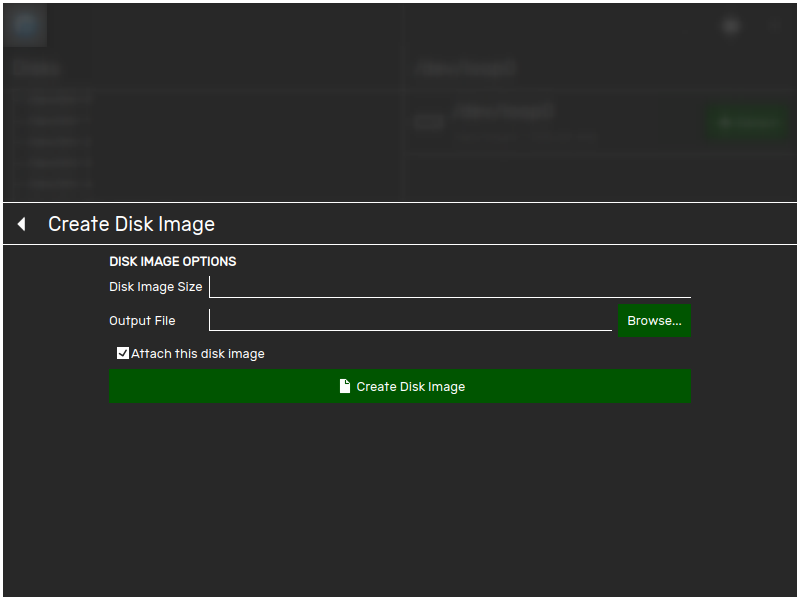 Create Disk Image
DISK IMAGE OPTIONS
Disk Image Size
Output File
Browse...
Attach this disk image
Create Disk Image